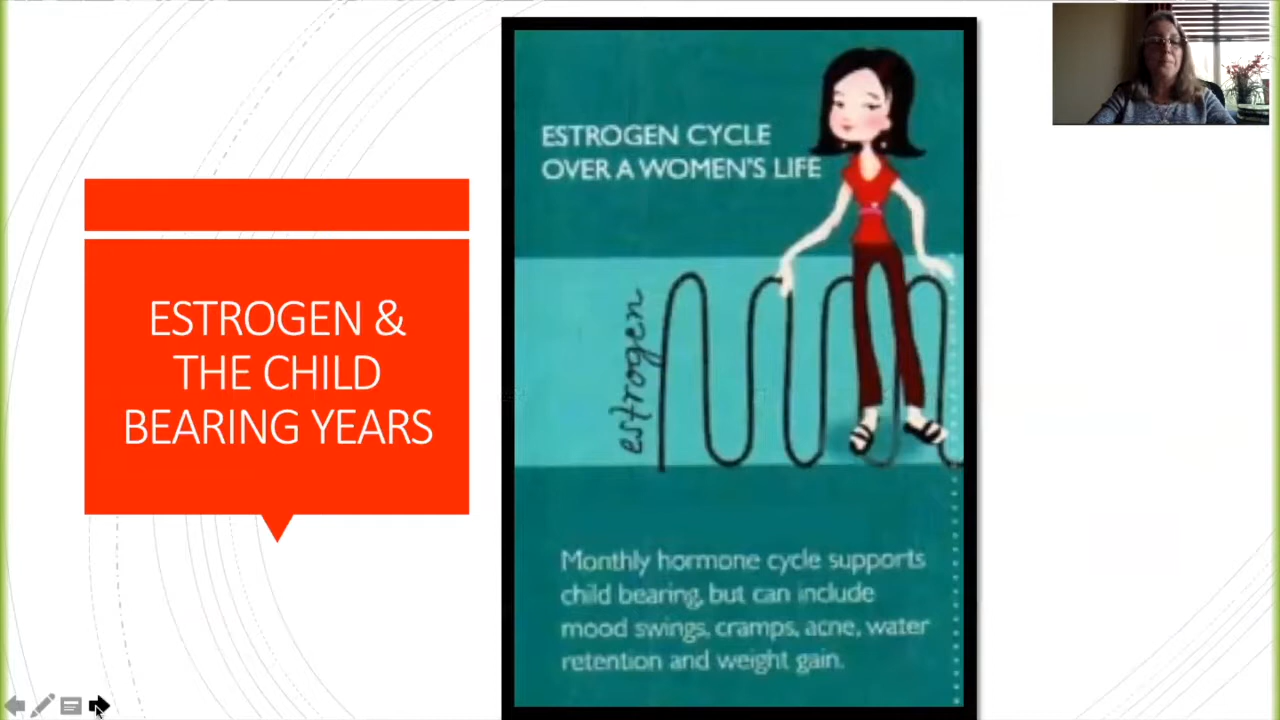 ESTROGEN &
THE CHILD
BEARING YEARS
ESTROGEN CYCLE
OVER A WOMEN'S LIFE
estrogen
Monthly hormone cycle supports
child bearing, but can include
mood swings, cramps, acne, water
retention and weight gain.